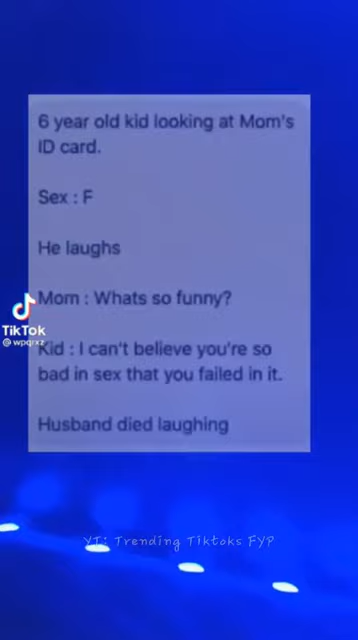 6 year old kid looking at Mom's
ID card.
Sex : F
He laughs
Mom : Whats so funny?
TikTok
@wpqrxz
Kid : I can't believe you're so
bad in sex that you failed in it.
Husband died laughing
YT: Trending Tiktoks FYP